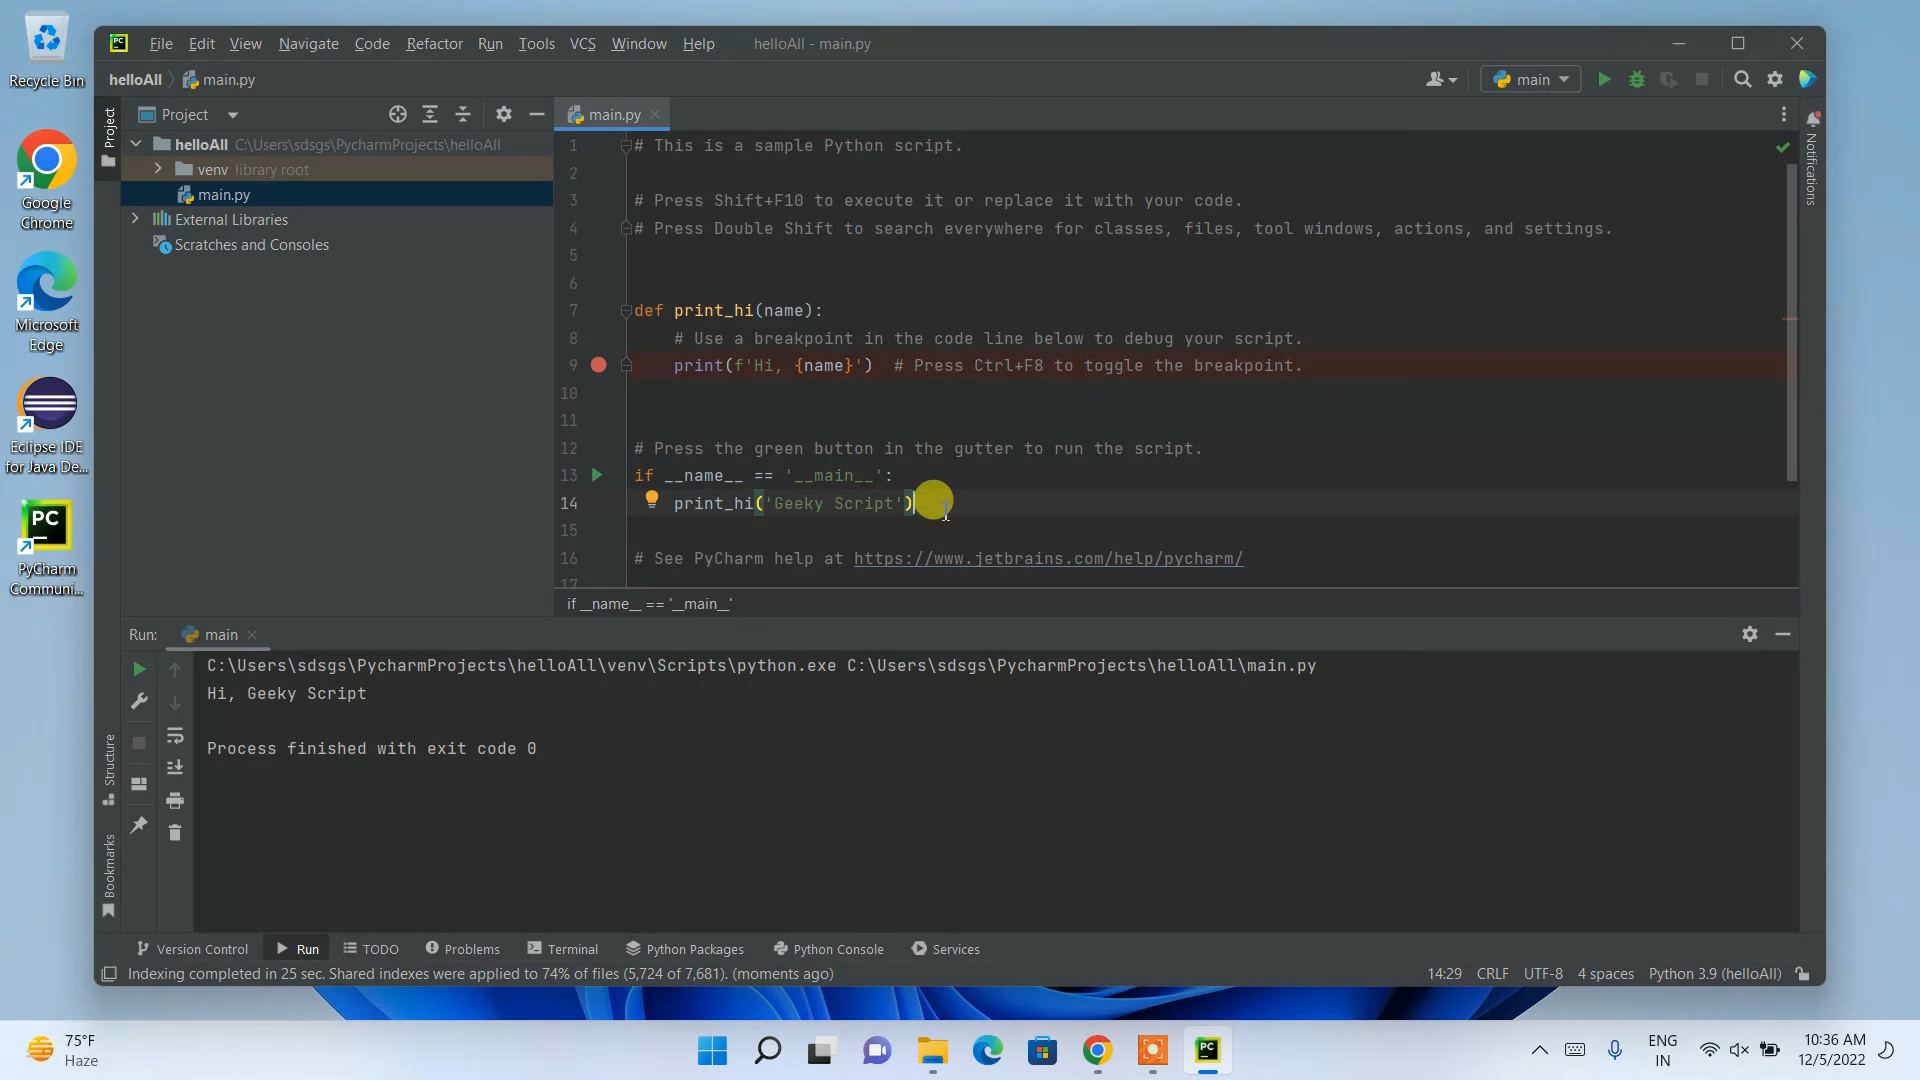 Recycle Bin
Google
Chrome
Microsoft
Edge
Eclipse IDE
for Java De...
PC
PyCharm
Communi...
PC
File Edit View Navigate Code Refactor Run Tools VCS Window Help helloAll - main.py
helloAll main.py
main
Project
Project
main.py
helloAll C:\Users\sdsgs\PycharmProjects\helloAll
venv library root
main.py
External Libraries
Scratches and Consoles
Notifications
1 # This is a sample Python script.
2
3 # Press Shift+F10 to execute it or replace it with your code.
4 # Press Double Shift to search everywhere for classes, files, tool windows, actions, and settings.
5
6
7 def print_hi(name):
8 # Use a breakpoint in the code line below to debug your script.
9 print(f'Hi, {name}') # Press Ctrl+F8 to toggle the breakpoint.
10
11
12 # Press the green button in the gutter to run the script.
13 if __name__ == '__main__':
14 print_hi('Geeky Script')
15
16 # See PyCharm help at https://www.jetbrains.com/help/pycharm/
17
if __name__ == '__main__'
Run: main
C:\Users\sdsgs\PycharmProjects\helloAll\venv\Scripts\python.exe C:\Users\sdsgs\PycharmProjects\helloAll\main.py
Hi, Geeky Script
Process finished with exit code 0
Structure
Bookmarks
Version Control Run TODO Problems Terminal Python Packages Python Console Services
Indexing completed in 25 sec. Shared indexes were applied to 74% of files (5,724 of 7,681). (moments ago) 14:29 CRLF UTF-8 4 spaces Python 3.9 (helloAll)
75°F
Haze
PC
ENG
IN
10:36 AM
12/5/2022